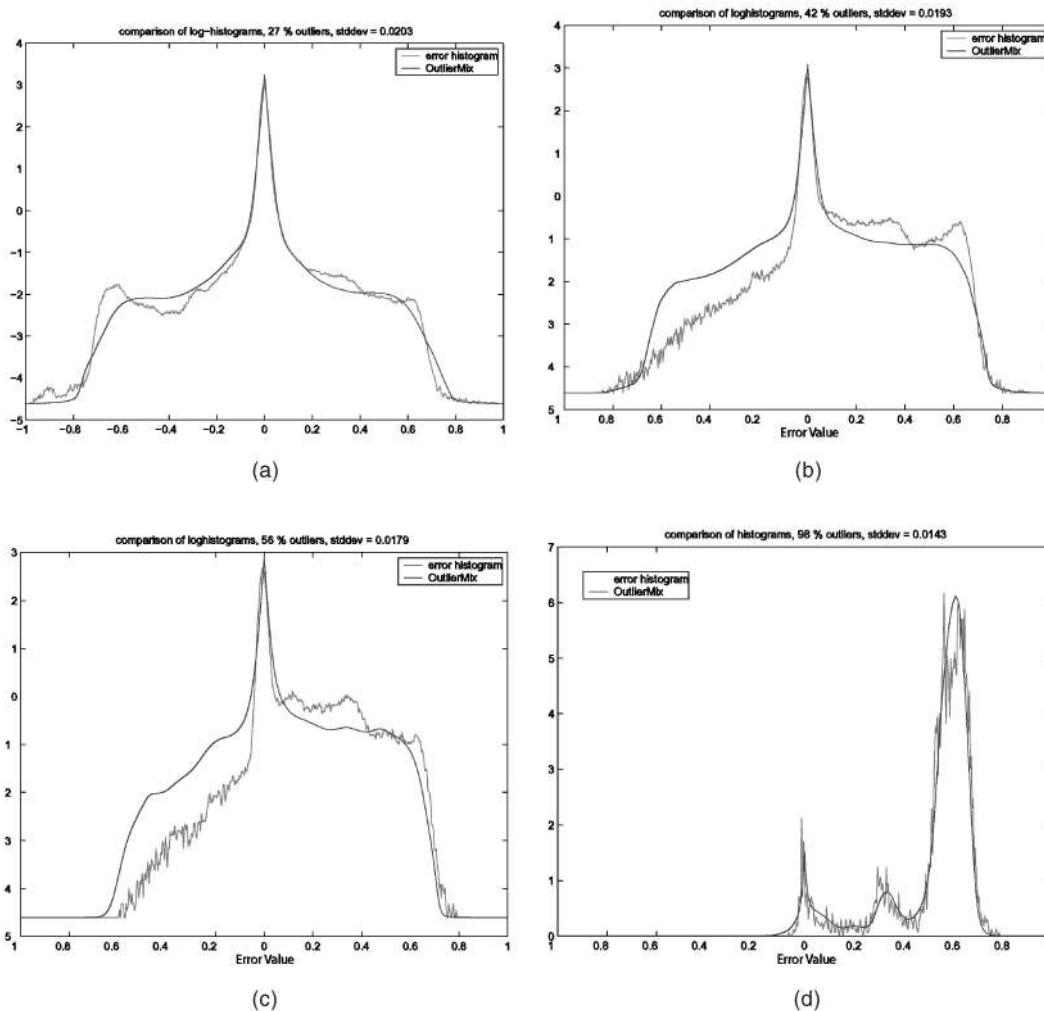 comparison of log-histograms, 27 % outliers, stddev = 0.0203
error histogram
OutlierMix
4
3
2
1
0
−1
−2
−3
−4
−5
−1 −0.8 −0.6 −0.4 −0.2 0 0.2 0.4 0.6 0.8 1
(a)
comparison of loghistograms, 42 % outliers, stddev = 0.0193
error histogram
OutlierMix
4
3
2
1
0
1
2
3
4
5
1 0.8 0.6 0.4 0.2 0 0.2 0.4 0.6 0.8
Error Value
(b)
comparison of loghistograms, 56 % outliers, stddev = 0.0179
error histogram
OutlierMix
3
2
1
0
1
2
3
4
5
1 0.8 0.6 0.4 0.2 0 0.2 0.4 0.6 0.8 1
Error Value
(c)
comparison of histograms, 98 % outliers, stddev = 0.0143
error histogram
OutlierMix
7
6
5
4
3
2
1
0
1 0.8 0.6 0.4 0.2 0 0.2 0.4 0.6 0.8
Error Value
(d)